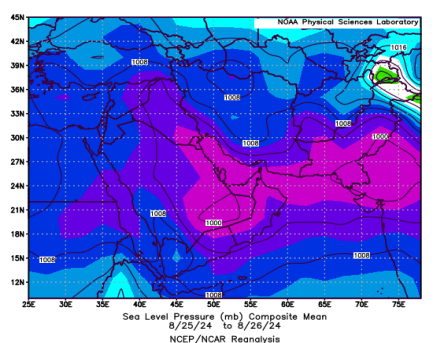 NOAA Physical Sciences Laboratory
45N
42N
39N
36N
33N
30N
27N
24N
21N
18N
15N
12N
1016
1008
1008
1008
1008
1000
1008
1008
1000
1008
1008
1008
25E 30E 35E 40E 45E 50E 55E 60E 65E 70E 75E
Sea Level Pressure (mb) Composite Mean
8/25/24 to 8/26/24
NCEP/NCAR Reanalysis